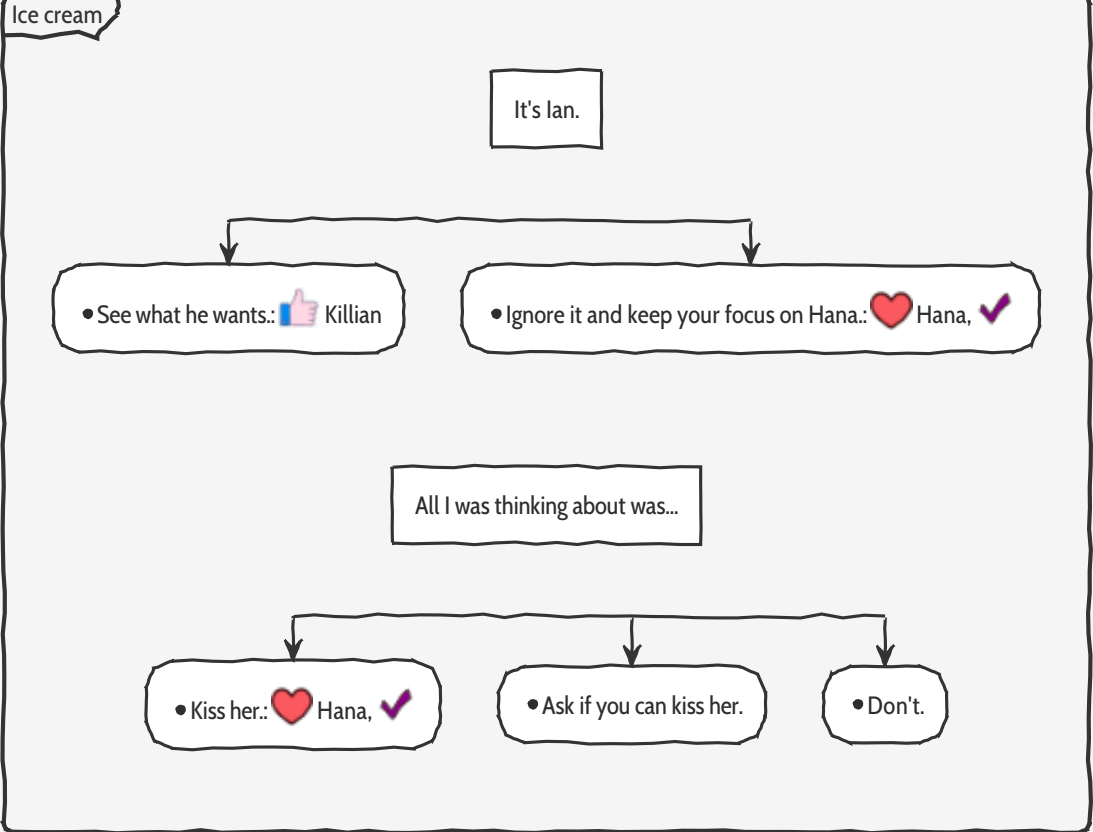 Ice cream
It's Ian.
•See what he wants.: Killian
•Ignore it and keep your focus on Hana.: Hana,
All I was thinking about was...
•Kiss her.: Hana,
•Ask if you can kiss her.
•Don't.